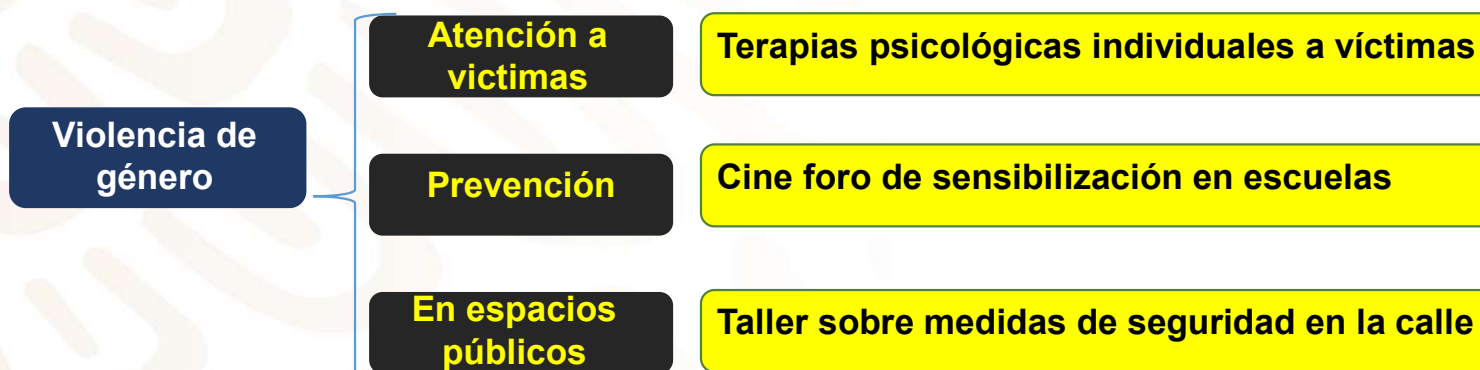 Atención a
victimas
Terapias psicológicas individuales a víctimas
Violencia de
género
Prevención
Cine foro de sensibilización en escuelas
En espacios
públicos
Taller sobre medidas de seguridad en la calle